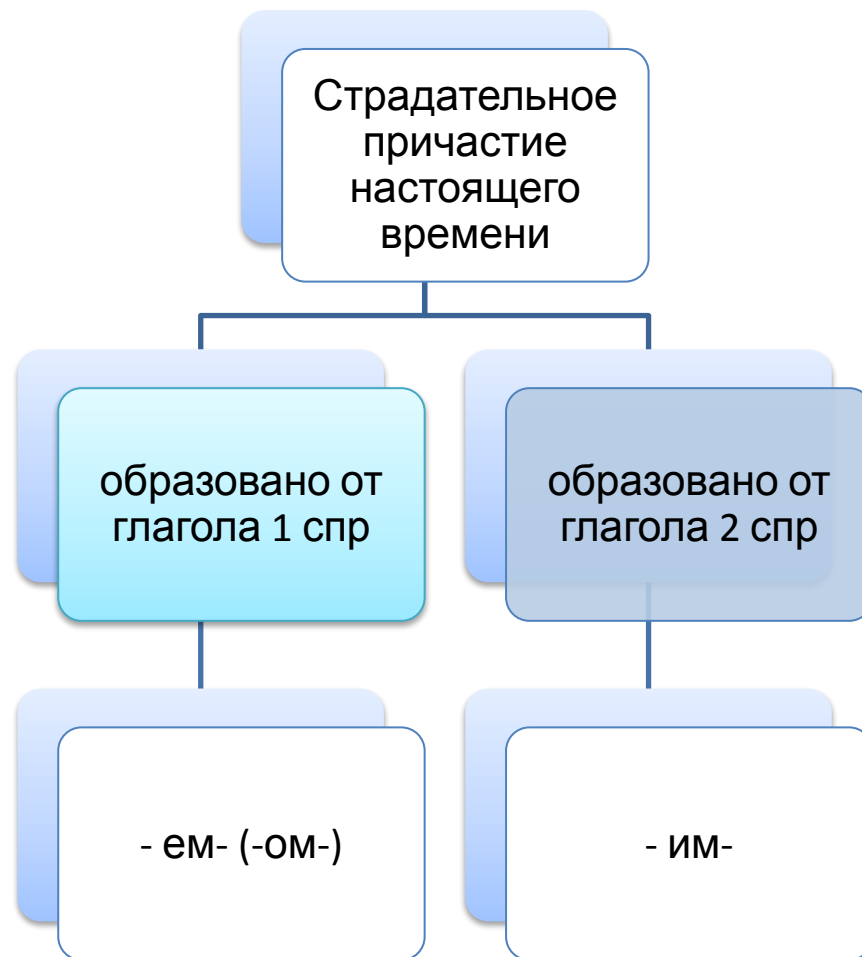 Страдательное
причастие
настоящего
времени
образовано от
глагола 1 спр
образовано от
глагола 2 спр
- ем- (-ом-)
- им-